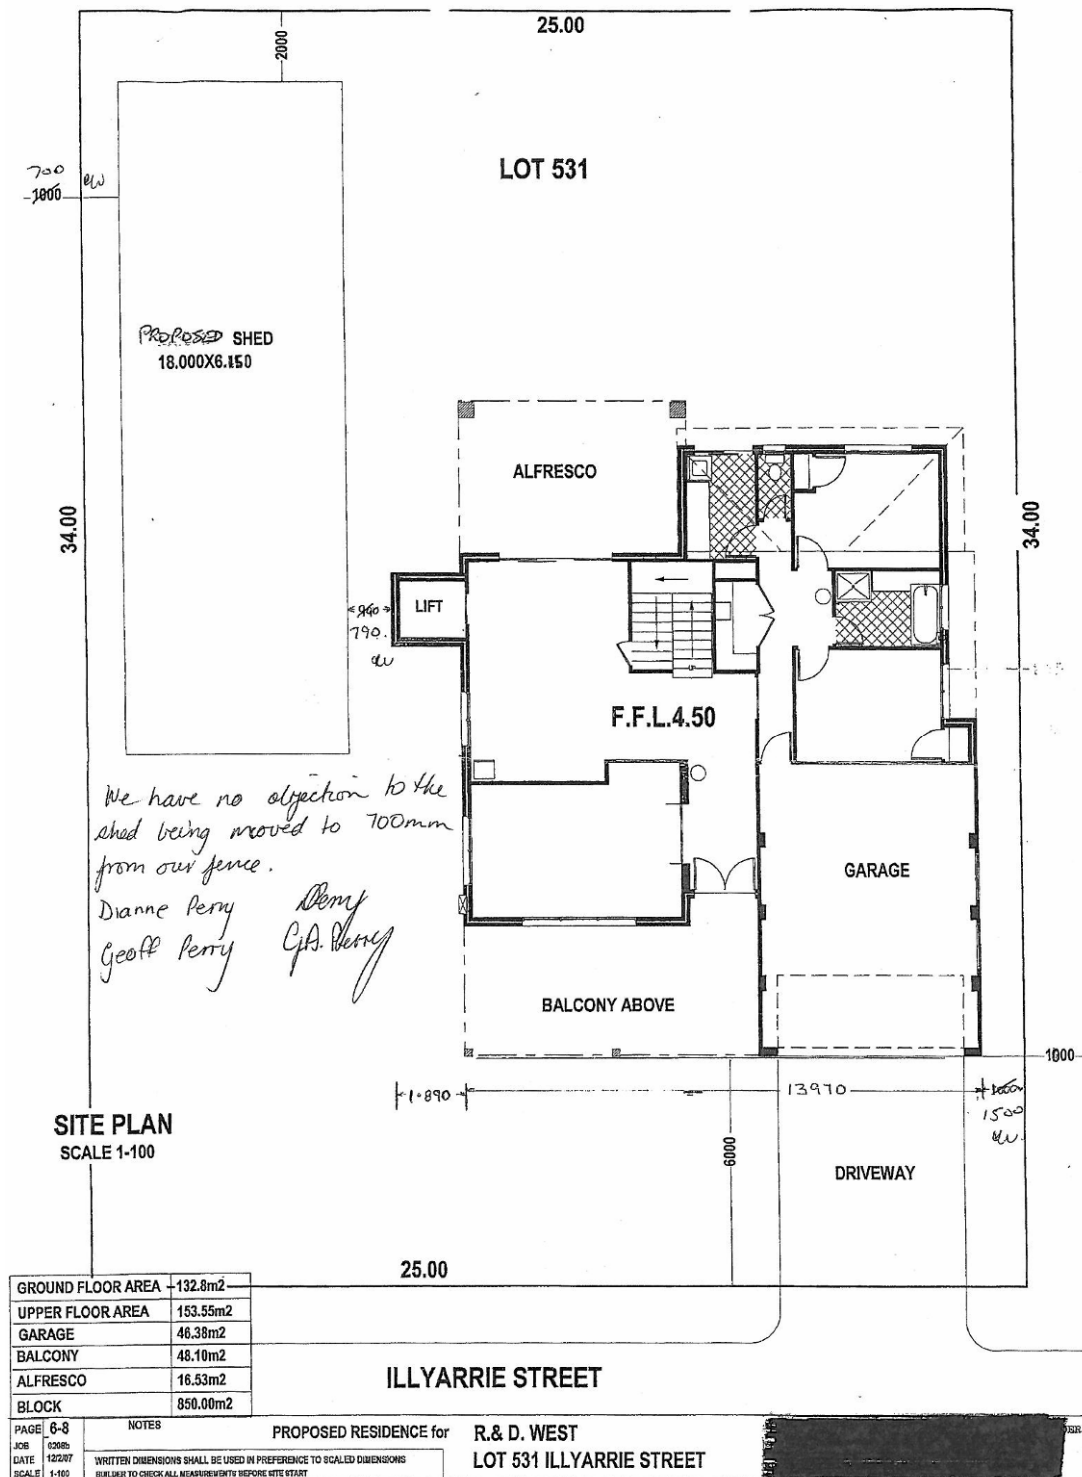 25.00
2000
LOT 531
700
1000
PROPOSED SHED
18.000X6.150
34.00
34.00
ALFRESCO
LIFT
790.
F.F.L.4.50
We have no objection to the
shed being moved to 700mm
from our fence.
Dianne Perry
Geoff Perry G.A. Perry
GARAGE
BALCONY ABOVE
1000
1.890
13970
1000
1500
SITE PLAN
SCALE 1-100
6000
DRIVEWAY
25.00
GROUND FLOOR AREA 132.8m2
UPPER FLOOR AREA 153.55m2
GARAGE 46.38m2
BALCONY 48.10m2
ALFRESCO 16.53m2
BLOCK 850.00m2
ILLYARRIE STREET
PAGE 6-8
JOB 0208b
DATE 12/2/07
SCALE 1-100
NOTES
WRITTEN DIMENSIONS SHALL BE USED IN PREFERENCE TO SCALED DIMENSIONS
BUILDER TO CHECK ALL MEASUREMENTS BEFORE SITE START
PROPOSED RESIDENCE for R.& D. WEST
LOT 531 ILLYARRIE STREET